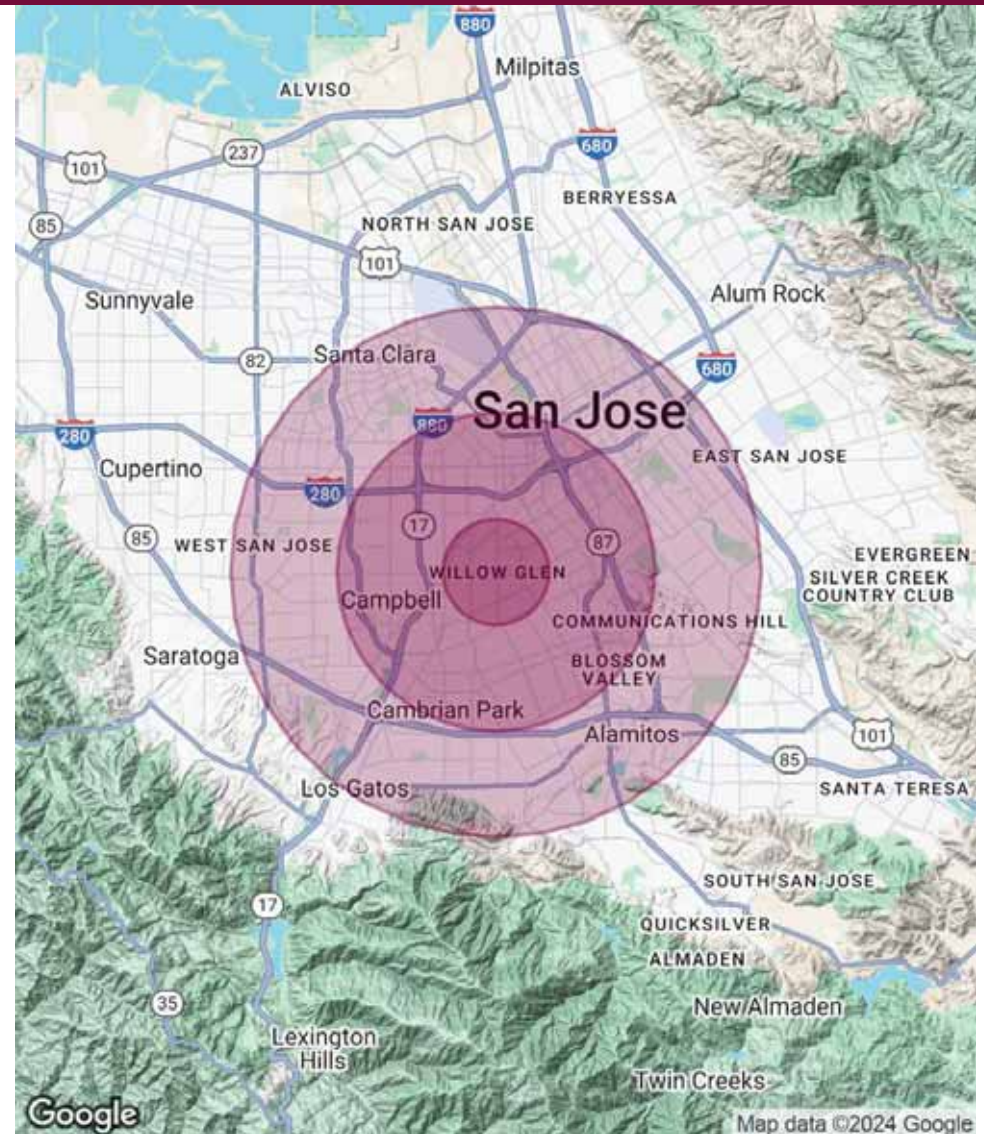 880
Milpitas
ALVISO
237
680
101
BERRYESSA
85
NORTH SAN JOSE
101
Alum Rock
Sunnyvale
82
Santa Clara
680
880
San Jose
280
EAST SAN JOSE
Cupertino
280
17
85
WEST SAN JOSE
87
EVERGREEN
WILLOW GLEN
SILVER CREEK
COUNTRY CLUB
Campbell
COMMUNICATIONS HILL
Saratoga
BLOSSOM
VALLEY
Cambrian Park
Alamitos
101
85
Los Gatos
SANTA TERESA
SOUTH SAN JOSE
17
QUICKSILVER
ALMADEN
35
New Almaden
Lexington
Hills
Twin Creeks
Google
Map data ©2024 Google